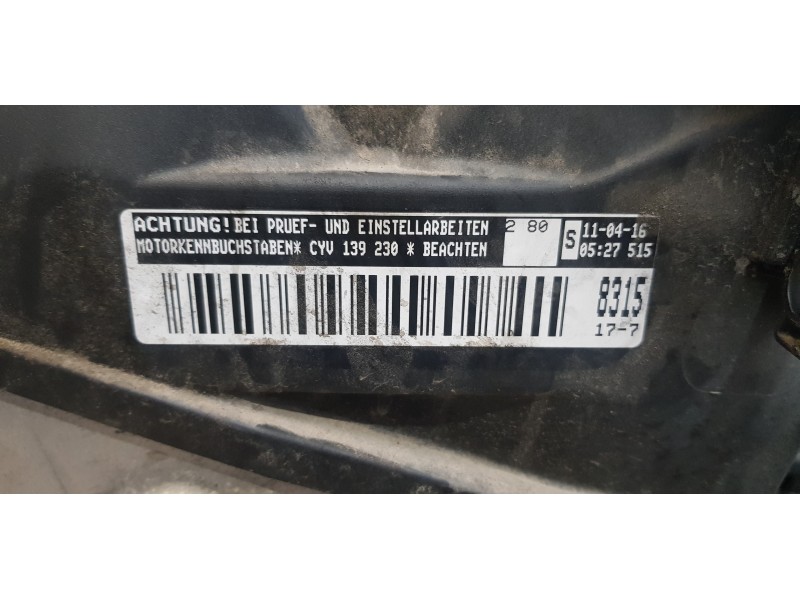 ACHTUNG! BEI PRUEF- UND EINSTELLARBEITEN 2 80 S 11-04-16
MOTORKENNBUCHSTABEN* CYV 139 230 * BEACHTEN 05:27 515
8315
17-7